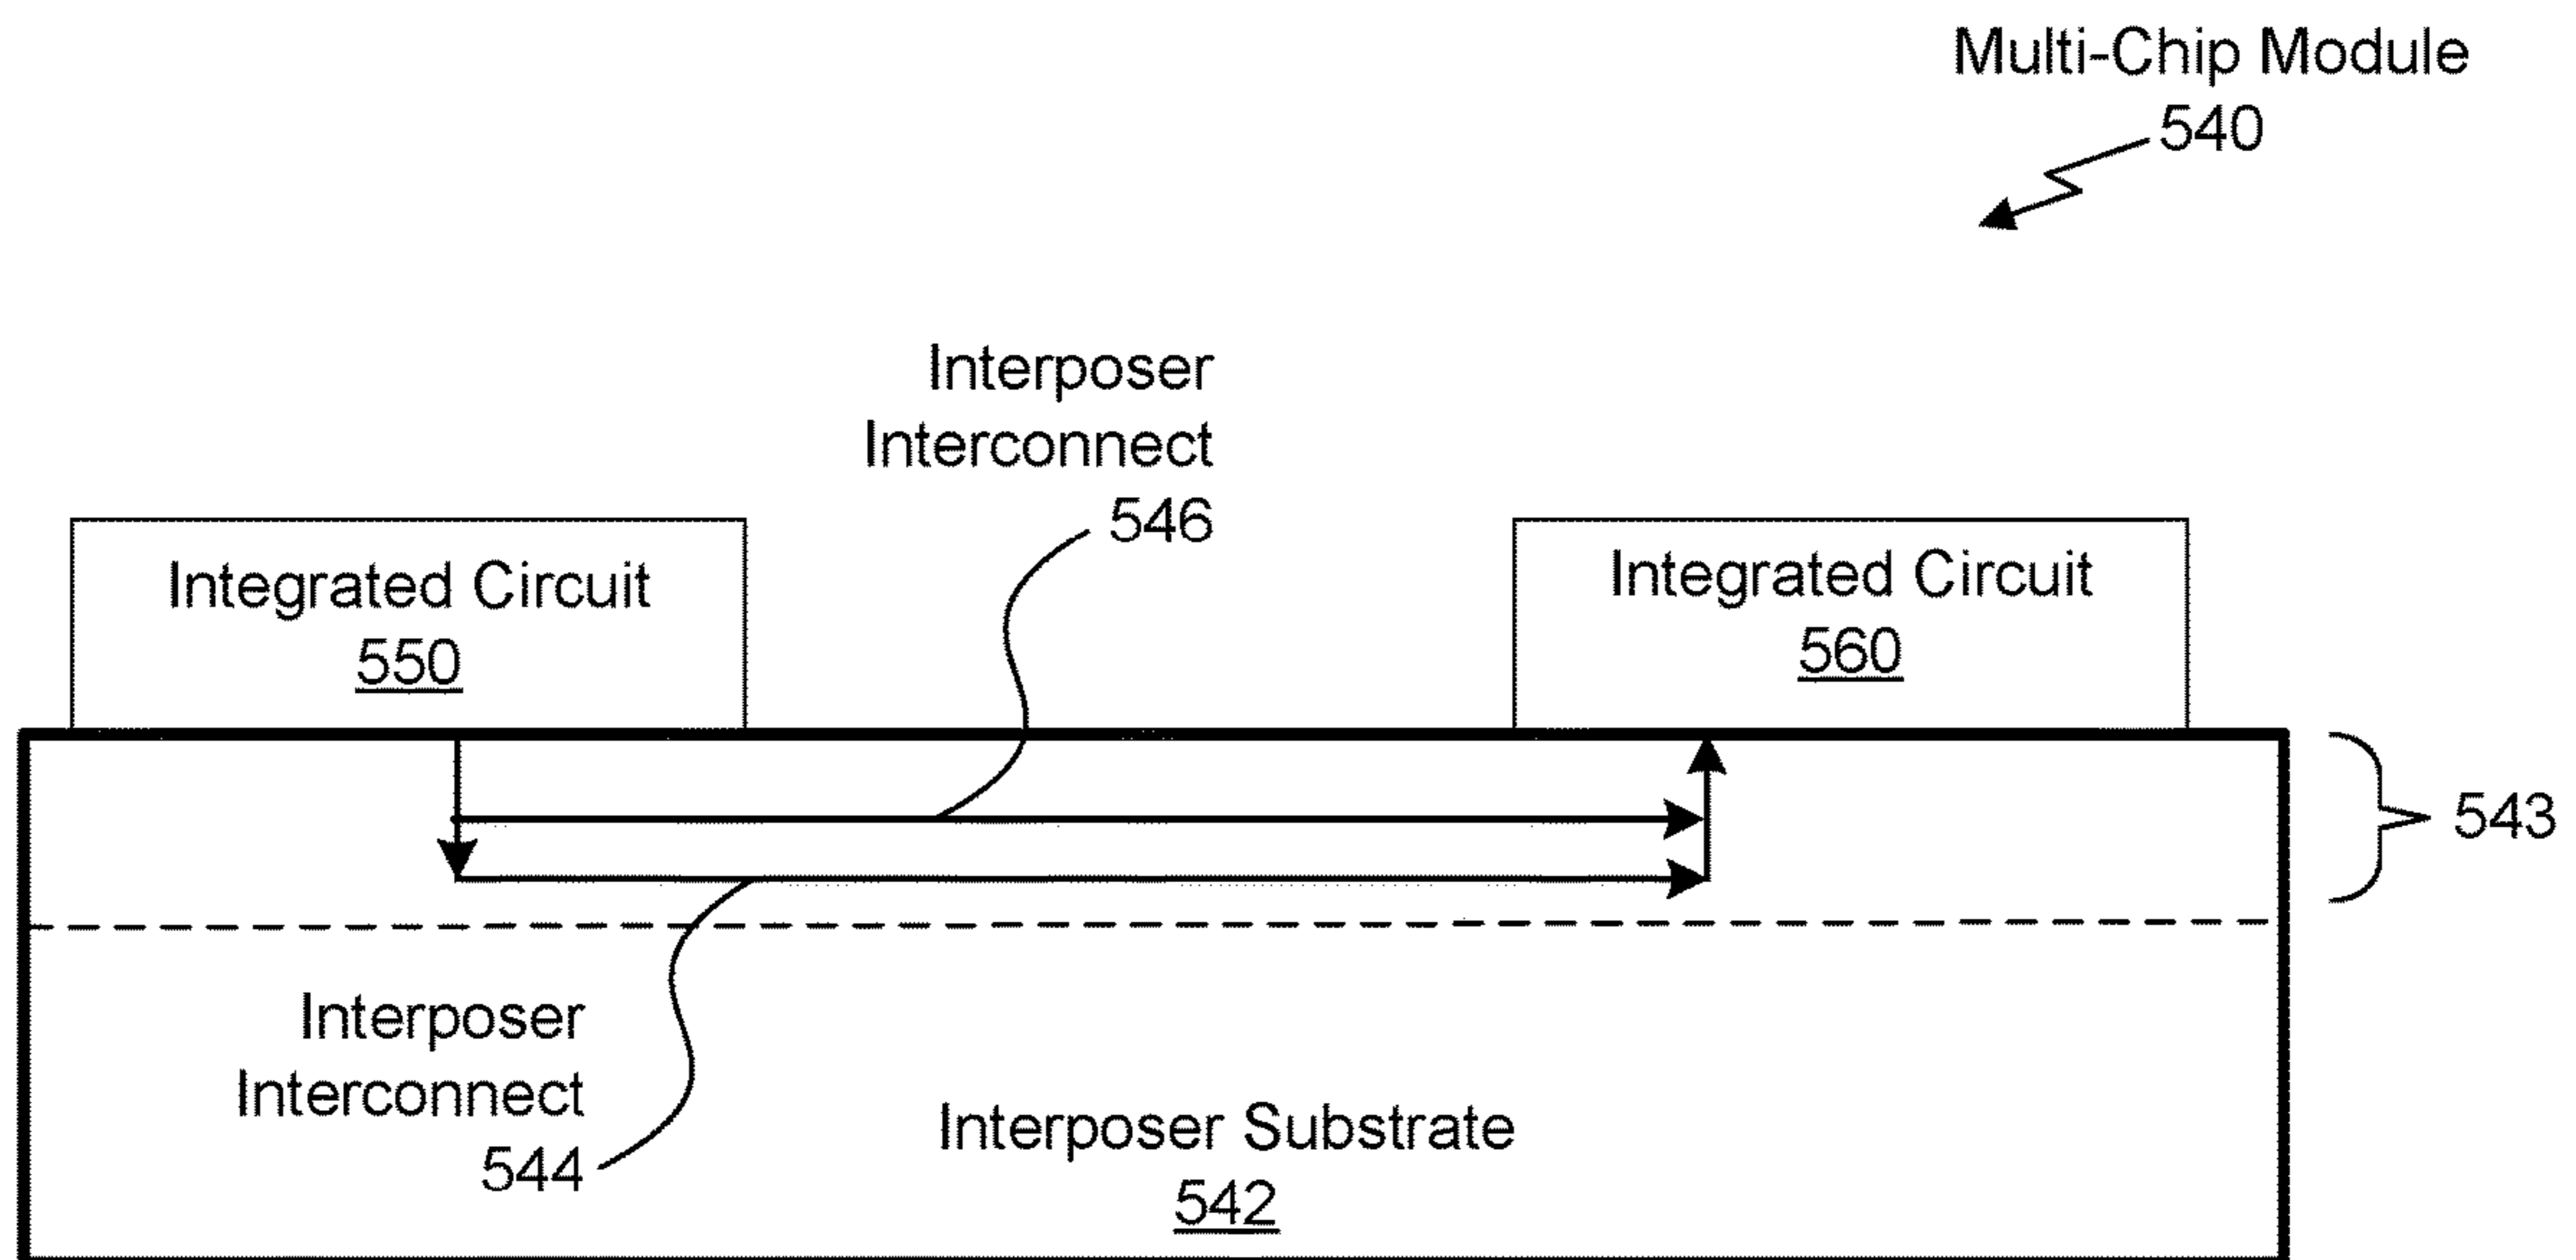 Multi-Chip Module
540
Interposer
Interconnect
546
Integrated Circuit
550
Integrated Circuit
560
543
Interposer
Interconnect
544
Interposer Substrate
542